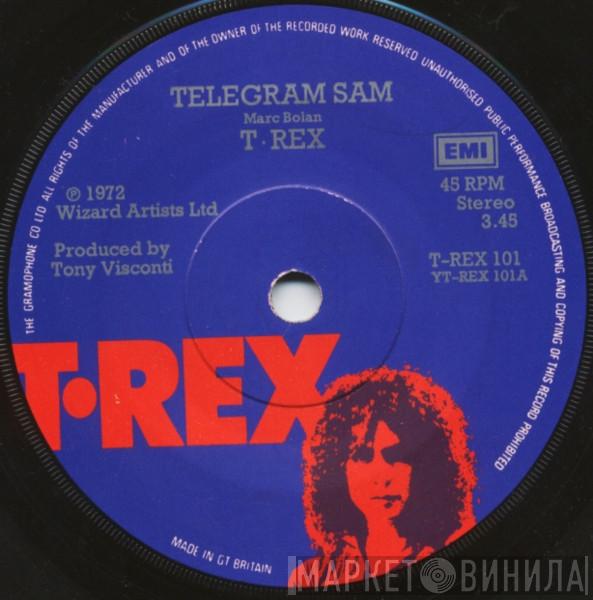 THE GRAMOPHONE CO LTD ALL RIGHTS OF THE MANUFACTURER AND OF THE OWNER OF THE RECORDED WORK RESERVED UNAUTHORISED PUBLIC PERFORMANCE BROADCASTING AND COPYING OF THIS RECORD PROHIBITED
TELEGRAM SAM
Marc Bolan
T · REX
EMI
℗ 1972
Wizard Artists Ltd
45 RPM
Stereo
3.45
Produced by
Tony Visconti
T-REX 101
YT-REX 101A
T·REX
MADE IN GT BRITAIN
МАРКЕТ ВИНИЛА